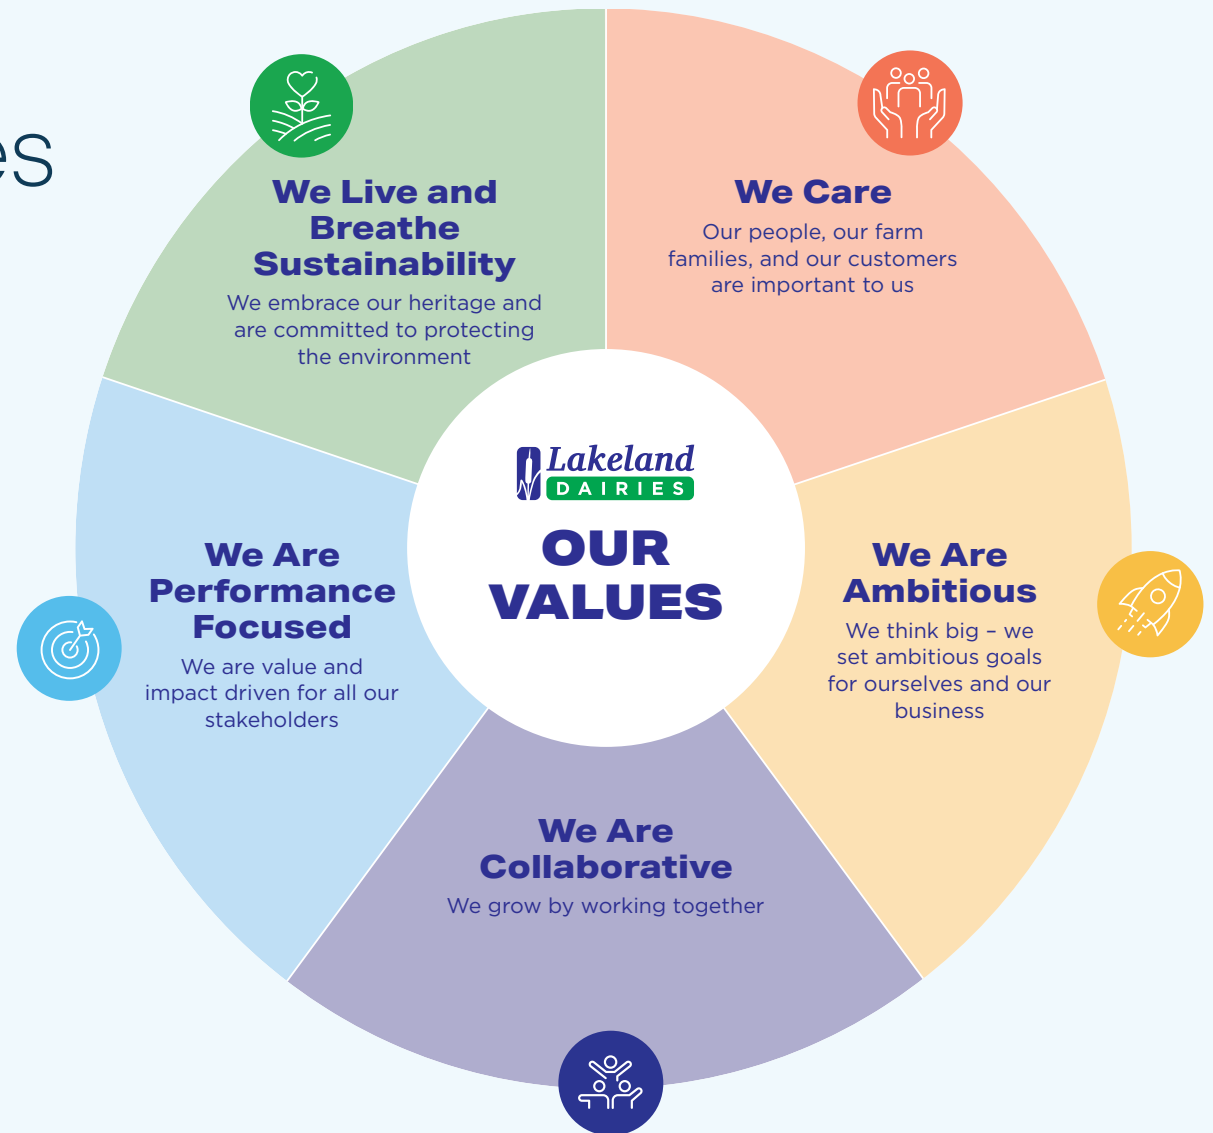 es
We Live and
Breathe
Sustainability
We embrace our heritage and
are committed to protecting
the environment
We Care
Our people, our farm
families, and our customers
are important to us
Lakeland
DAIRIES
OUR
VALUES
We Are
Performance
Focused
We are value and
impact driven for all our
stakeholders
We Are
Ambitious
We think big – we
set ambitious goals
for ourselves and our
business
We Are
Collaborative
We grow by working together